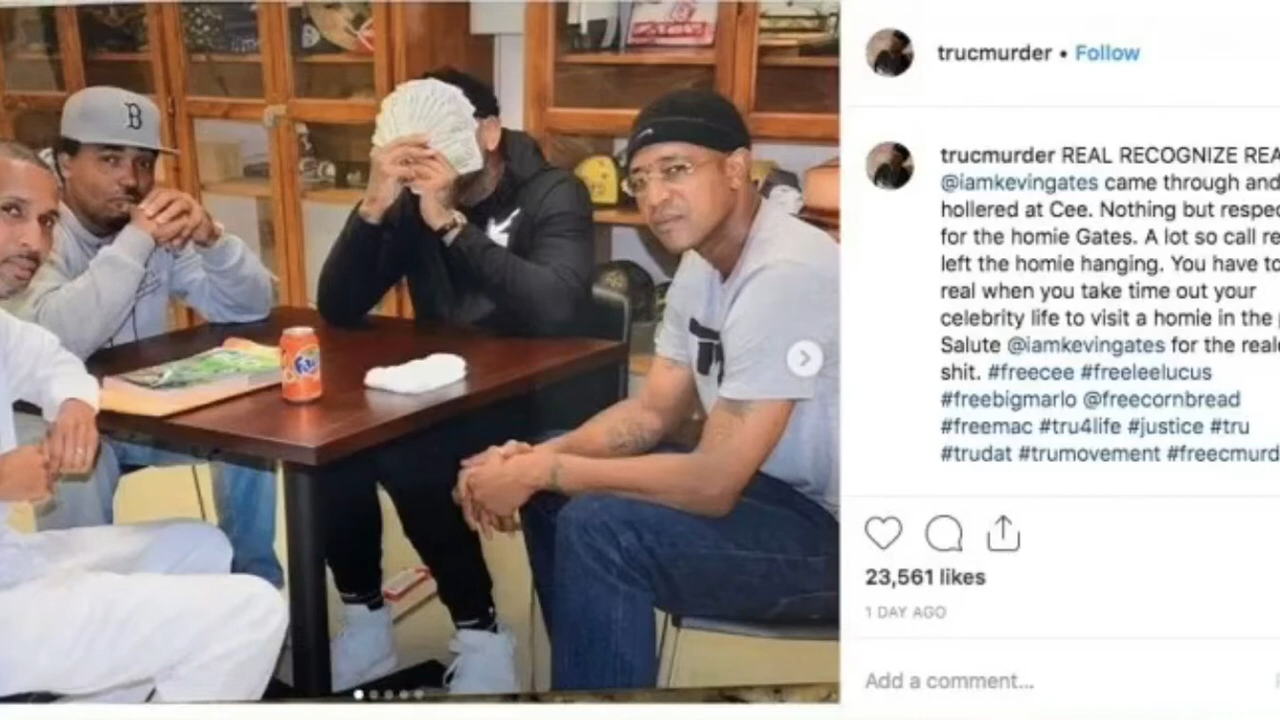 B
Fanta
trucmurder • Follow
trucmurder REAL RECOGNIZE REA
@iamkevingates came through and
hollered at Cee. Nothing but respec
for the homie Gates. A lot so call re
left the homie hanging. You have to
real when you take time out your
celebrity life to visit a homie in the p
Salute @iamkevingates for the reale
shit. #freecee #freeleelucus
#freebigmarlo @freecornbread
#freemac #tru4life #justice #tru
#trudat #trumovement #freecmurd
23,561 likes
1 DAY AGO
Add a comment...